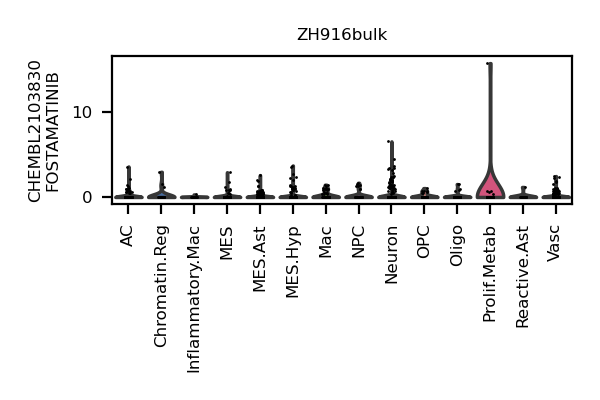 ZH916bulk
CHEMBL2103830
FOSTAMATINIB
10
0
AC
Chromatin.Reg
Inflammatory.Mac
MES
MES.Ast
MES.Hyp
Mac
NPC
Neuron
OPC
Oligo
Prolif.Metab
Reactive.Ast
Vasc